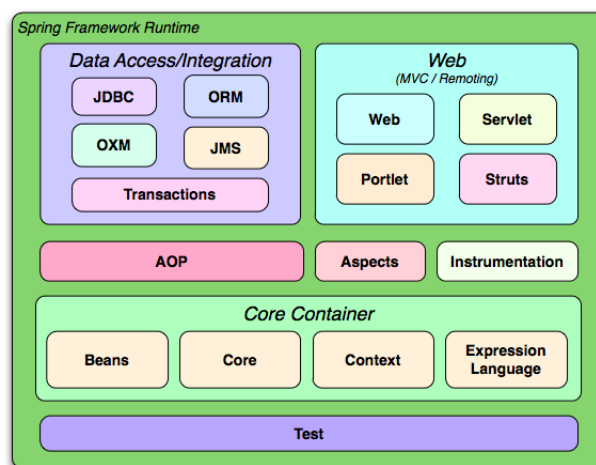 Spring Framework Runtime
Data Access/Integration
JDBC
ORM
OXM
JMS
Transactions
Web
(MVC / Remoting)
Web
Servlet
Portlet
Struts
AOP
Aspects
Instrumentation
Core Container
Beans
Core
Context
Expression
Language
Test